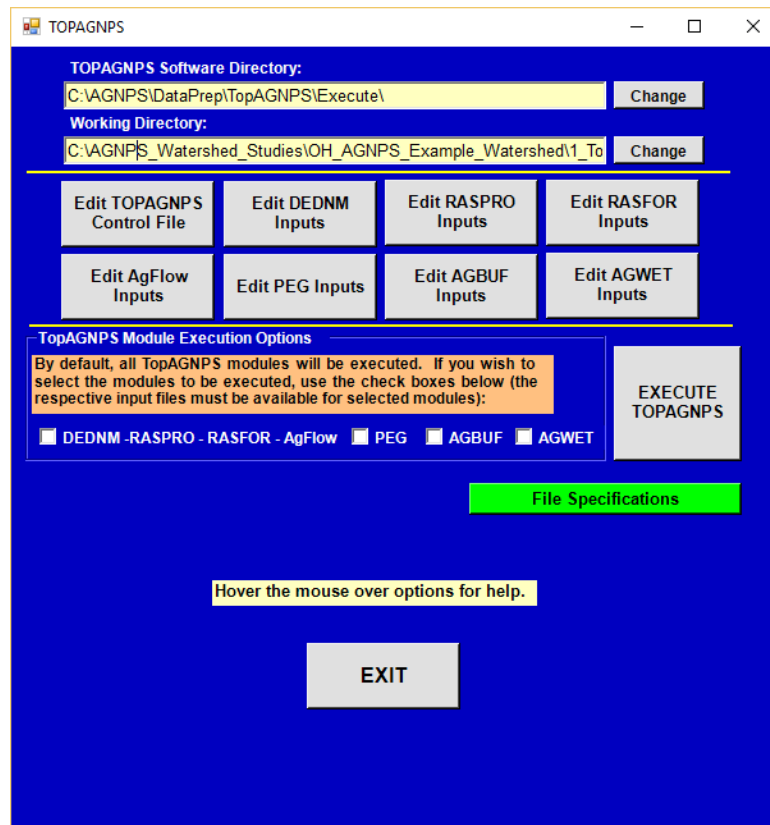 TOPAGNPS
TOPAGNPS Software Directory:
C:\AGNPS\DataPrep\TopAGNPS\Execute\
Change
Working Directory:
C:\AGNPS_Watershed_Studies\OH_AGNPS_Example_Watershed\1_To
Change
Edit TOPAGNPS
Control File
Edit DEDNM
Inputs
Edit RASPRO
Inputs
Edit RASFOR
Inputs
Edit AgFlow
Inputs
Edit PEG Inputs
Edit AGBUF
Inputs
Edit AGWET
Inputs
TopAGNPS Module Execution Options
By default, all TopAGNPS modules will be executed. If you wish to
select the modules to be executed, use the check boxes below (the
respective input files must be available for selected modules):
DEDNM -RASPRO - RASFOR - AgFlow
PEG
AGBUF
AGWET
EXECUTE
TOPAGNPS
File Specifications
Hover the mouse over options for help.
EXIT